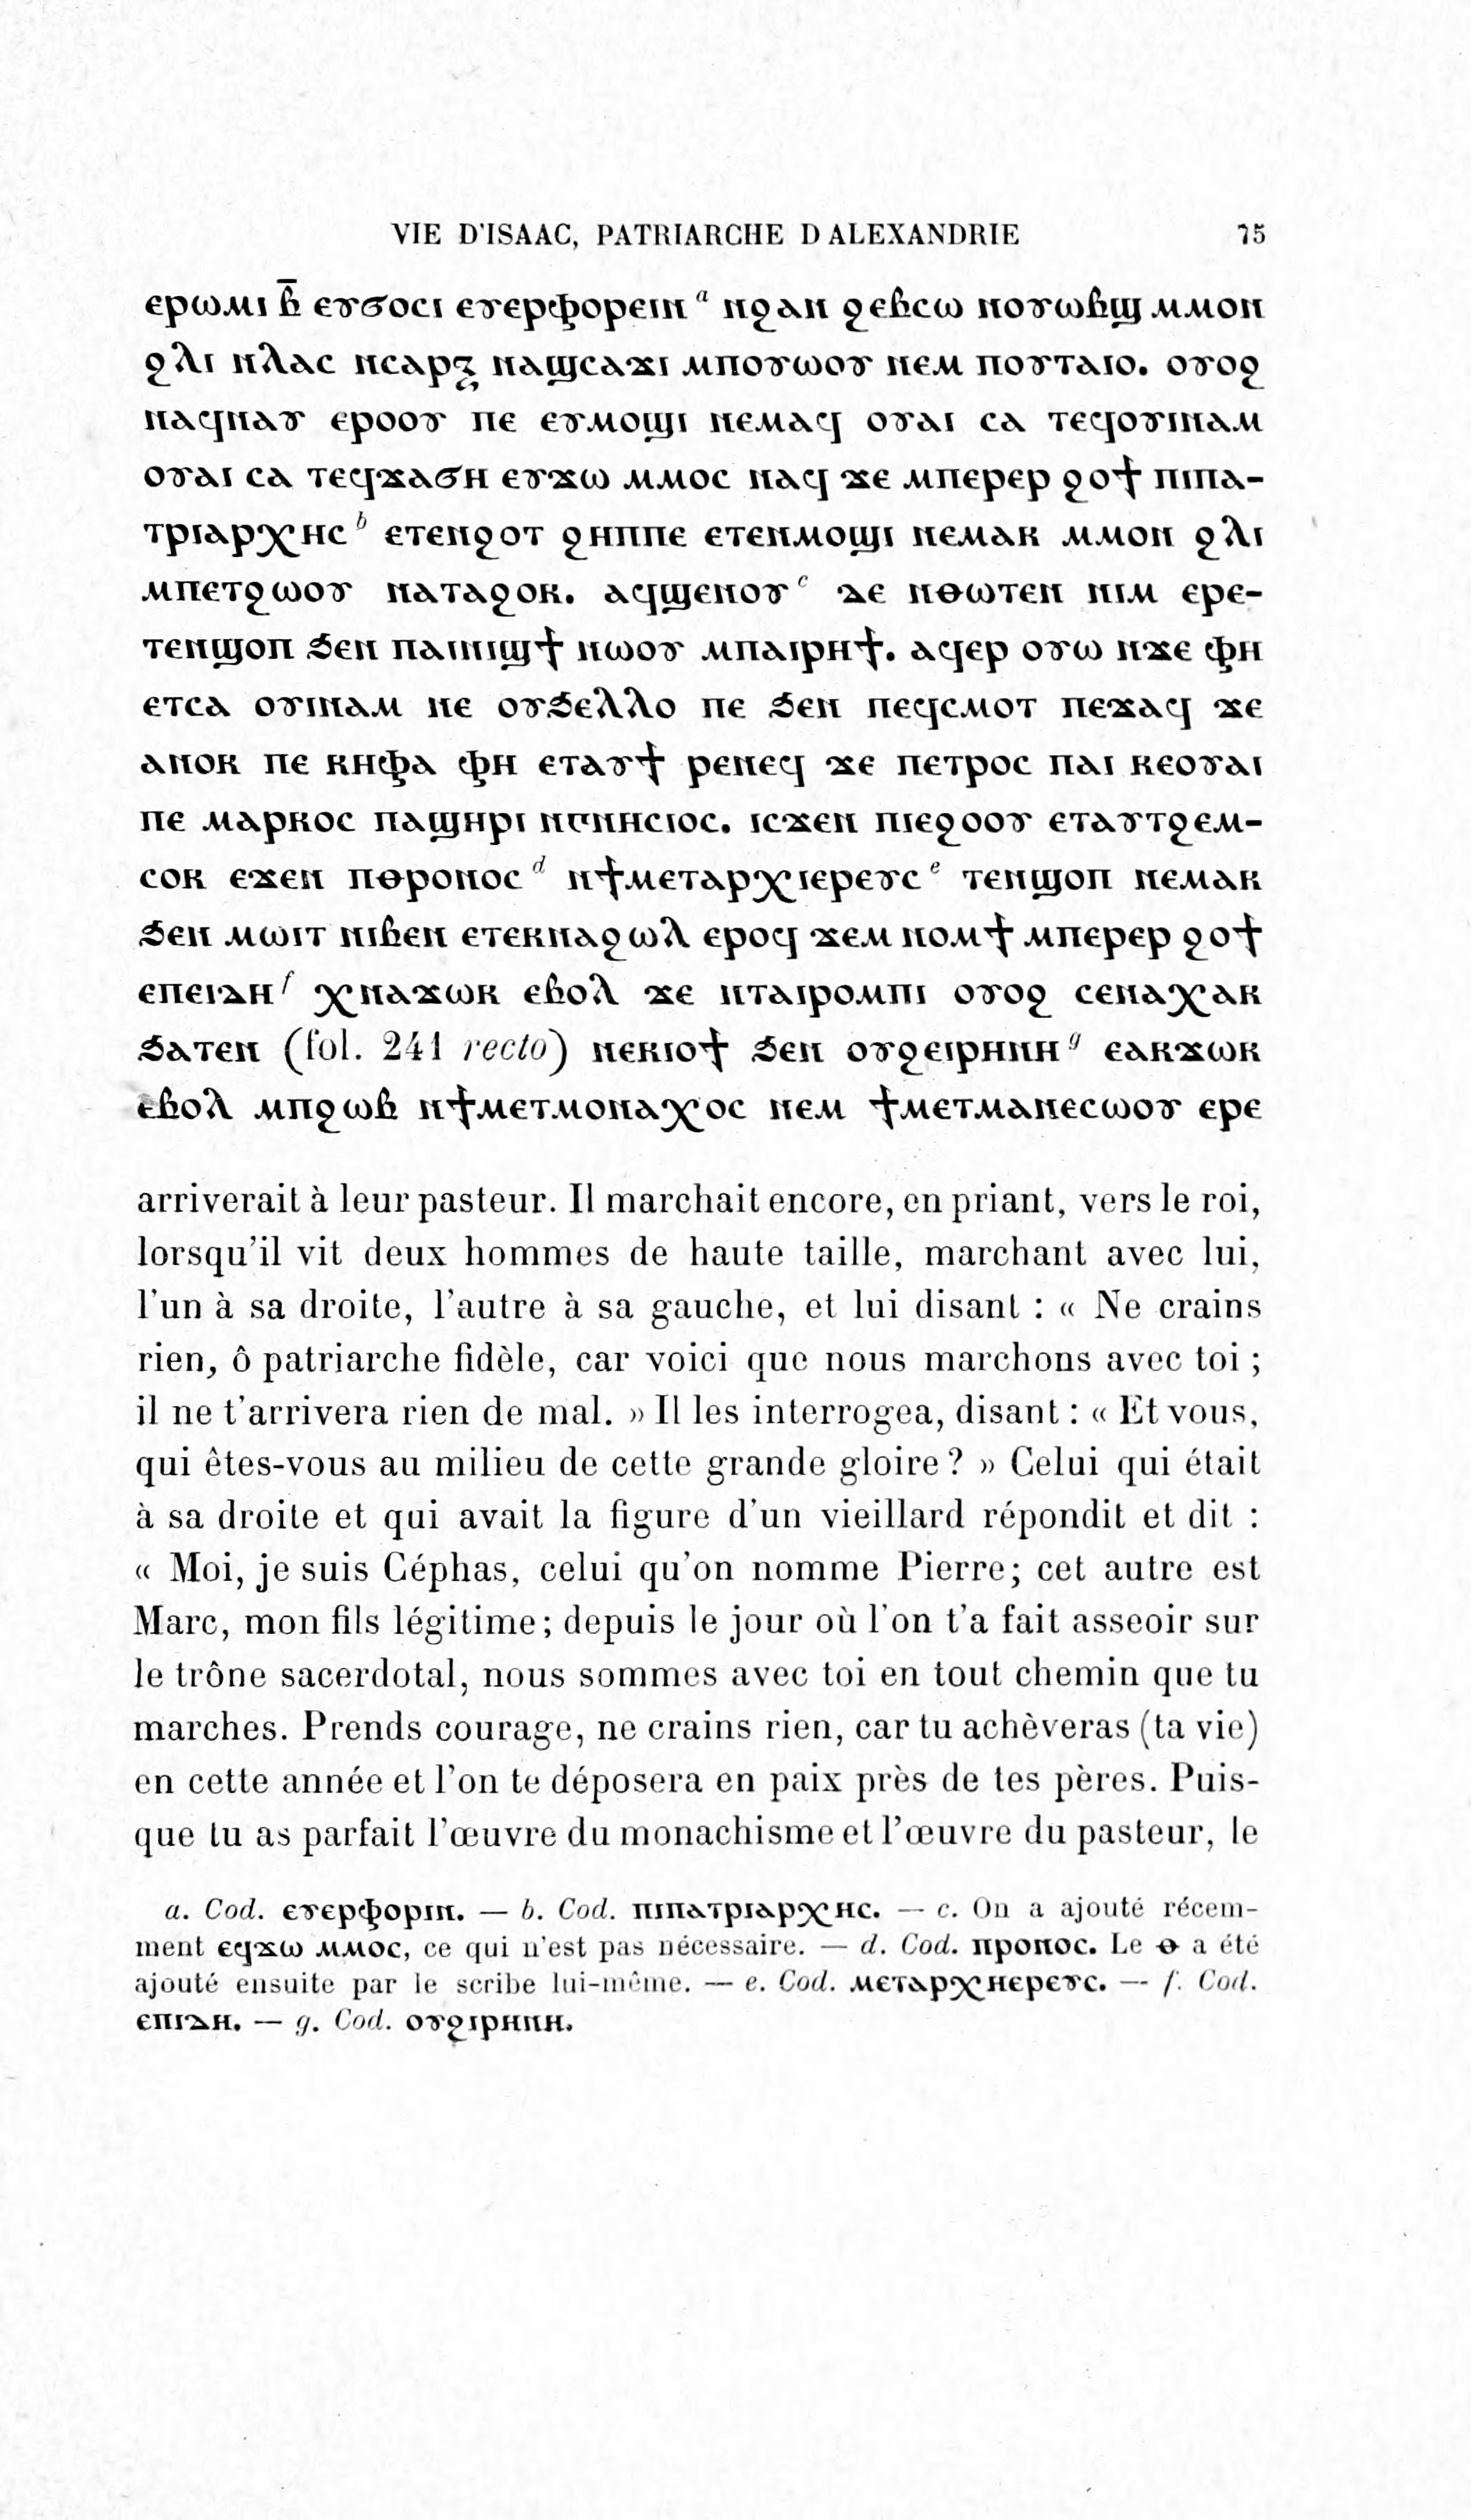 VIE D'ISAAC, PATRIARCHE D ALEXANDRIE 75
ⲉⲣⲱⲙⲓ ⲃ̅ ⲉⲩϭⲟⲥⲓ ⲉⲩⲉⲣⲫⲟⲣⲉⲓⲛ a ⲛϩⲁⲛ ϩⲉⲃⲥⲱ ⲛⲟⲩⲱⲃϣ ⲙⲙⲟⲛ
ϩⲗⲓ ⲛⲗⲁⲥ ⲛⲥⲁⲣⲝ ⲛⲁϣⲥⲁϫⲓ ⲙⲡⲟⲩⲱⲟⲩ ⲛⲉⲙ ⲡⲟⲩⲧⲁⲓⲟ. ⲟⲩⲟϩ
ⲛⲁϥⲛⲁⲩ ⲉⲣⲟⲟⲩ ⲡⲉ ⲉⲩⲙⲟϣⲓ ⲛⲉⲙⲁϥ ⲟⲩⲁⲓ ⲥⲁ ⲧⲉϥⲟⲩⲓⲛⲁⲙ
ⲟⲩⲁⲓ ⲥⲁ ⲧⲉϥϫⲁϭⲏ ⲉⲩϫⲱ ⲙⲙⲟⲥ ⲛⲁϥ ϫⲉ ⲙⲡⲉⲣⲉⲣ ϩⲟϯ ⲡⲓⲡⲁ-
ⲧⲣⲓⲁⲣⲭⲏⲥ b ⲉⲧⲉⲛϩⲟⲧ ϩⲏⲡⲡⲉ ⲉⲧⲉⲛⲙⲟϣⲓ ⲛⲉⲙⲁⲕ ⲙⲙⲟⲛ ϩⲗⲓ
ⲙⲡⲉⲧϩⲱⲟⲩ ⲛⲁⲧⲁϩⲟⲕ. ⲁϥϣⲉⲛⲟⲩ c ⲇⲉ ⲛⲑⲱⲧⲉⲛ ⲛⲓⲙ ⲉⲣⲉ-
ⲧⲉⲛϣⲟⲡ ϧⲉⲛ ⲡⲁⲓⲛⲓϣϯ ⲛⲱⲟⲩ ⲙⲡⲁⲓⲣⲏϯ. ⲁϥⲉⲣ ⲟⲩⲱ ⲛϫⲉ ⲫⲏ
ⲉⲧⲥⲁ ⲟⲩⲓⲛⲁⲙ ⲛⲉ ⲟⲩϧⲉⲗⲗⲟ ⲡⲉ ϧⲉⲛ ⲡⲉϥⲥⲙⲟⲧ ⲡⲉϫⲁϥ ϫⲉ
ⲁⲛⲟⲕ ⲡⲉ ⲕⲏⲫⲁ ⲫⲏ ⲉⲧⲁⲩϯ ⲣⲉⲛⲉϥ ϫⲉ ⲡⲉⲧⲣⲟⲥ ⲡⲁⲓ ⲕⲉⲟⲩⲁⲓ
ⲡⲉ ⲙⲁⲣⲕⲟⲥ ⲡⲁϣⲏⲣⲓ ⲛⲅⲛⲏⲥⲓⲟⲥ. ⲓⲥϫⲉⲛ ⲡⲓⲉϩⲟⲟⲩ ⲉⲧⲁⲩⲧϩⲉⲙ-
ⲥⲟⲕ ⲉϫⲉⲛ ⲡⲑⲣⲟⲛⲟⲥ d ⲛϯⲙⲉⲧⲁⲣⲭⲓⲉⲣⲉⲩⲥ e ⲧⲉⲛϣⲟⲡ ⲛⲉⲙⲁⲕ
ϧⲉⲛ ⲙⲱⲓⲧ ⲛⲓⲃⲉⲛ ⲉⲧⲉⲕⲛⲁϩⲱⲗ ⲉⲣⲟϥ ϫⲉⲙ ⲛⲟⲙϯ ⲙⲡⲉⲣⲉⲣ ϩⲟϯ
ⲉⲡⲉⲓⲇⲏ f ⲭⲛⲁϫⲱⲕ ⲉⲃⲟⲗ ϫⲉ ⲛⲧⲁⲓⲣⲟⲙⲡⲓ ⲟⲩⲟϩ ⲥⲉⲛⲁⲭⲁⲕ
ϧⲁⲧⲉⲛ (fol. 241 recto) ⲛⲉⲕⲓⲟϯ ϧⲉⲛ ⲟⲩϩⲉⲓⲣⲏⲛⲏ g ⲉⲁⲕϫⲱⲕ
ⲉⲃⲟⲗ ⲙⲡϩⲱⲃ ⲛϯⲙⲉⲧⲙⲟⲛⲁⲭⲟⲥ ⲛⲉⲙ ϯⲙⲉⲧⲙⲁⲛⲉⲥⲱⲟⲩ ⲉⲣⲉ
arriverait à leur pasteur. Il marchait encore, en priant, vers le roi,
lorsqu'il vit deux hommes de haute taille, marchant avec lui,
l'un à sa droite, l'autre à sa gauche, et lui disant : « Ne crains
rien, ô patriarche fidèle, car voici que nous marchons avec toi ;
il ne t'arrivera rien de mal. » Il les interrogea, disant : « Et vous,
qui êtes-vous au milieu de cette grande gloire ? » Celui qui était
à sa droite et qui avait la figure d'un vieillard répondit et dit :
« Moi, je suis Céphas, celui qu'on nomme Pierre; cet autre est
Marc, mon fils légitime; depuis le jour où l'on t'a fait asseoir sur
le trône sacerdotal, nous sommes avec toi en tout chemin que tu
marches. Prends courage, ne crains rien, car tu achèveras (ta vie)
en cette année et l'on te déposera en paix près de tes pères. Puis-
que tu as parfait l'œuvre du monachisme et l'œuvre du pasteur, le
a. Cod. ⲉⲩⲉⲣⲫⲟⲣⲓⲛ. — b. Cod. ⲡⲓⲡⲁⲧⲣⲓⲁⲣⲭⲏⲥ. — c. On a ajouté récem-
ment ⲉϥϫⲱ ⲙⲙⲟⲥ, ce qui n'est pas nécessaire. — d. Cod. ⲡⲣⲟⲛⲟⲥ. Le ⲑ a été
ajouté ensuite par le scribe lui-même. — e. Cod. ⲙⲉⲧⲁⲣⲭⲏⲉⲣⲉⲩⲥ. — f. Cod.
ⲉⲡⲓⲇⲏ. — g. Cod. ⲟⲩϩⲓⲣⲏⲛⲏ.